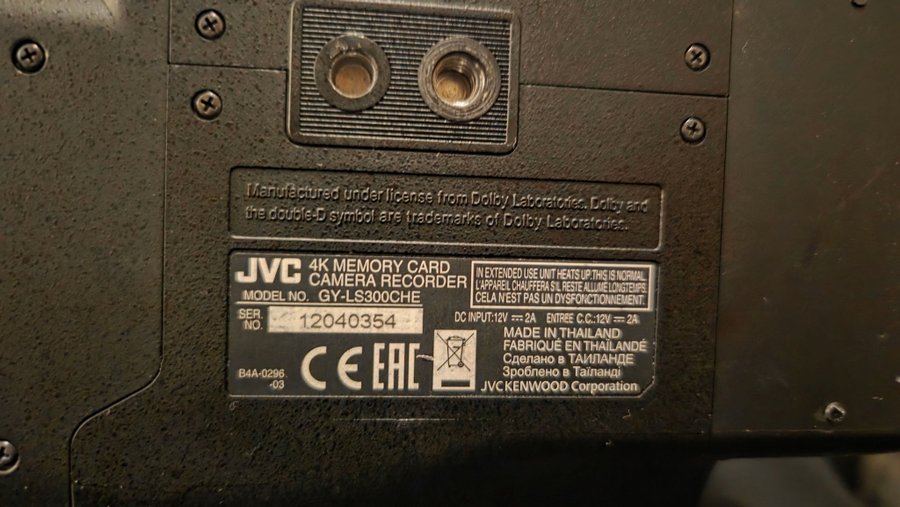 Manufactured under license from Dolby Laboratories. Dolby and
the double-D symbol are trademarks of Dolby Laboratories.
JVC 4K MEMORY CARD
CAMERA RECORDER
MODEL NO. GY-LS300CHE
SER.
NO. 12040354
IN EXTENDED USE UNIT HEATS UP.THIS IS NORMAL.
L'APPAREIL CHAUFFERA S'IL RESTE ALLUMÉ LONGTEMPS.
CELA N'EST PAS UN DYSFONCTIONNEMENT.
DC INPUT:12V ⎓ 2A ENTREE C.C.:12V ⎓ 2A
MADE IN THAILAND
FABRIQUÉ EN THAÏLANDE
Сделано в ТАИЛАНДЕ
Зроблено в Таїланді
JVCKENWOOD Corporation
B4A-0296
-03
CE EAC